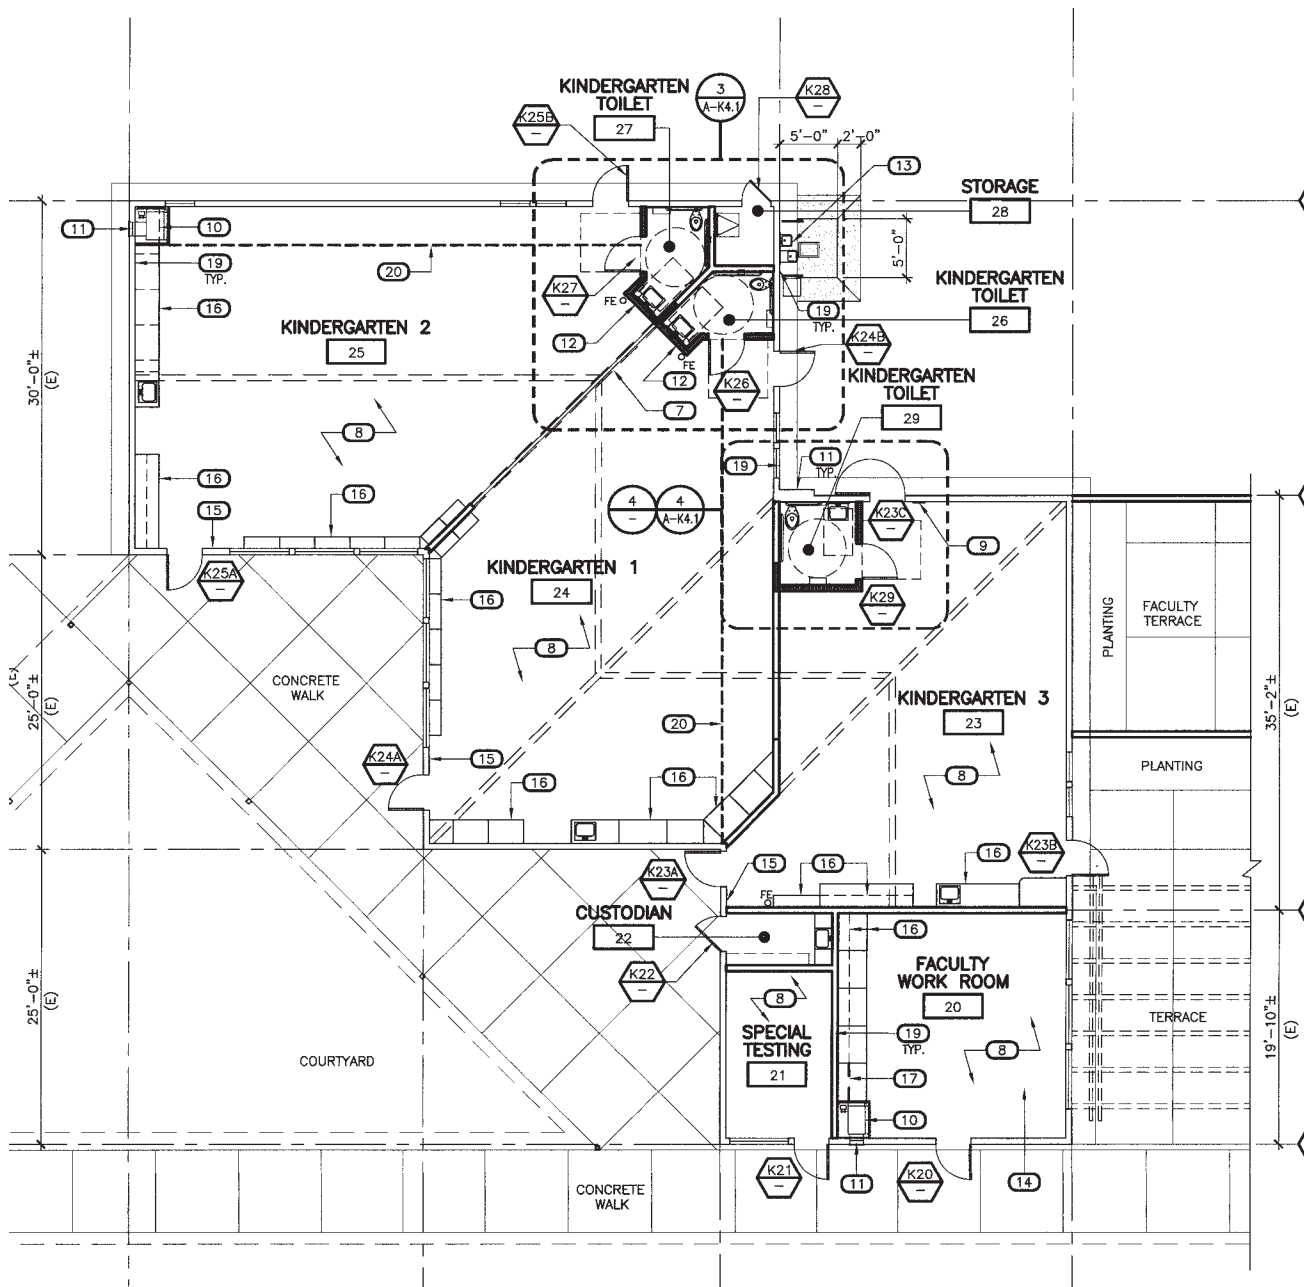 KINDERGARTEN
TOILET
27
3
A-K4.1
K28
–
K25B
–
5'-0"
2'-0"
13
STORAGE
28
11
10
19
TYP.
20
16
K27
–
FE
12
5'-0"
KINDERGARTEN
TOILET
26
19
TYP.
KINDERGARTEN 2
25
30'-0"±
(E)
12
FE
K26
–
7
K24B
–
KINDERGARTEN
TOILET
29
8
16
16
15
19
11
TYP.
4
–
4
A-K4.1
K23C
–
9
K25A
–
KINDERGARTEN 1
24
16
8
K29
–
PLANTING
FACULTY
TERRACE
CONCRETE
WALK
25'-0"±
(E)
(E)
KINDERGARTEN 3
23
35'-2"±
(E)
20
15
K24A
–
16
16
8
PLANTING
K23A
–
15
FE
16
16
K23B
–
CUSTODIAN
22
K22
–
16
FACULTY
WORK ROOM
20
25'-0"±
(E)
8
SPECIAL
TESTING
21
19
TYP.
8
17
10
TERRACE
19'-10"±
(E)
COURTYARD
K21
–
11
K20
–
14
CONCRETE
WALK